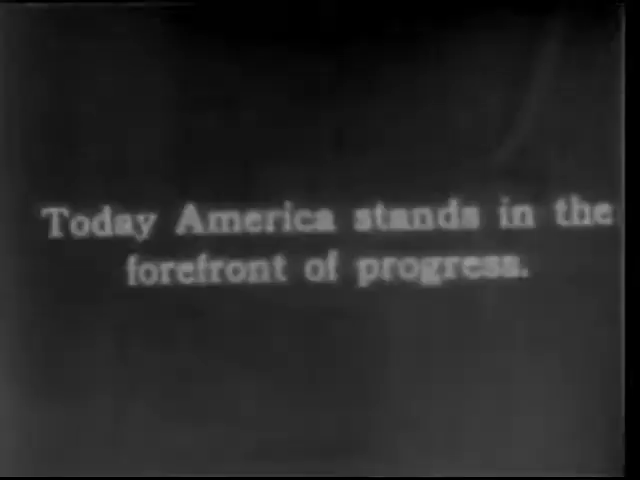 Today America stands in the
forefront of progress.